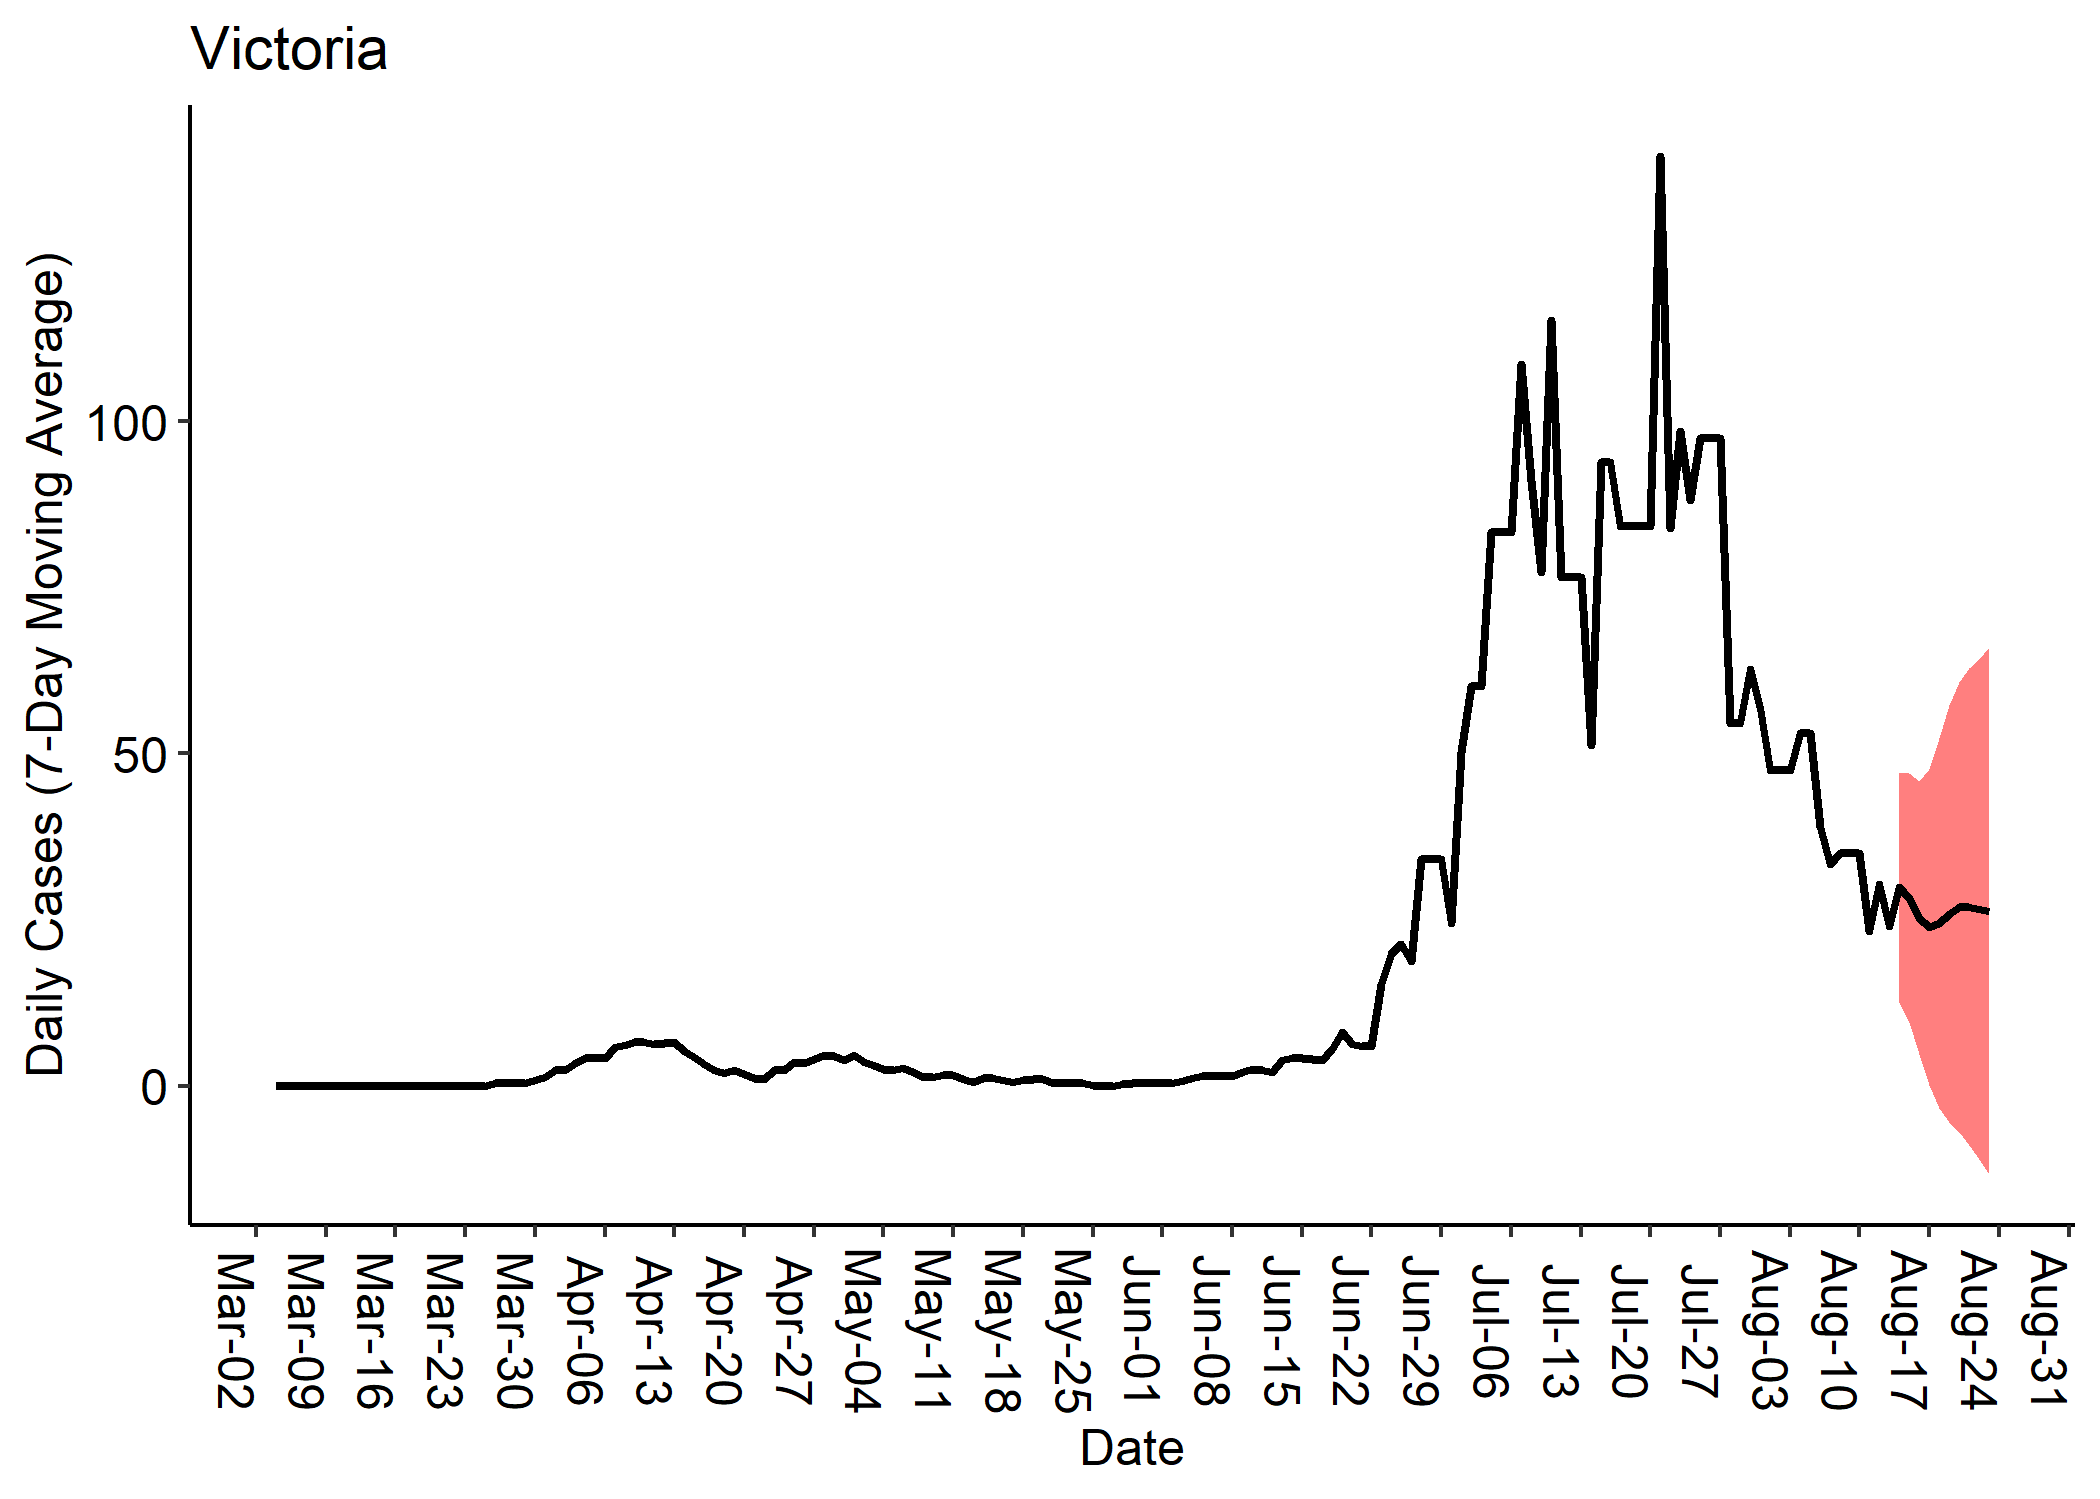 Victoria
Daily Cases (7-Day Moving Average)
100
50
0
Mar-02
Mar-09
Mar-16
Mar-23
Mar-30
Apr-06
Apr-13
Apr-20
Apr-27
May-04
May-11
May-18
May-25
Jun-01
Jun-08
Jun-15
Jun-22
Jun-29
Jul-06
Jul-13
Jul-20
Jul-27
Aug-03
Aug-10
Aug-17
Aug-24
Aug-31
Date